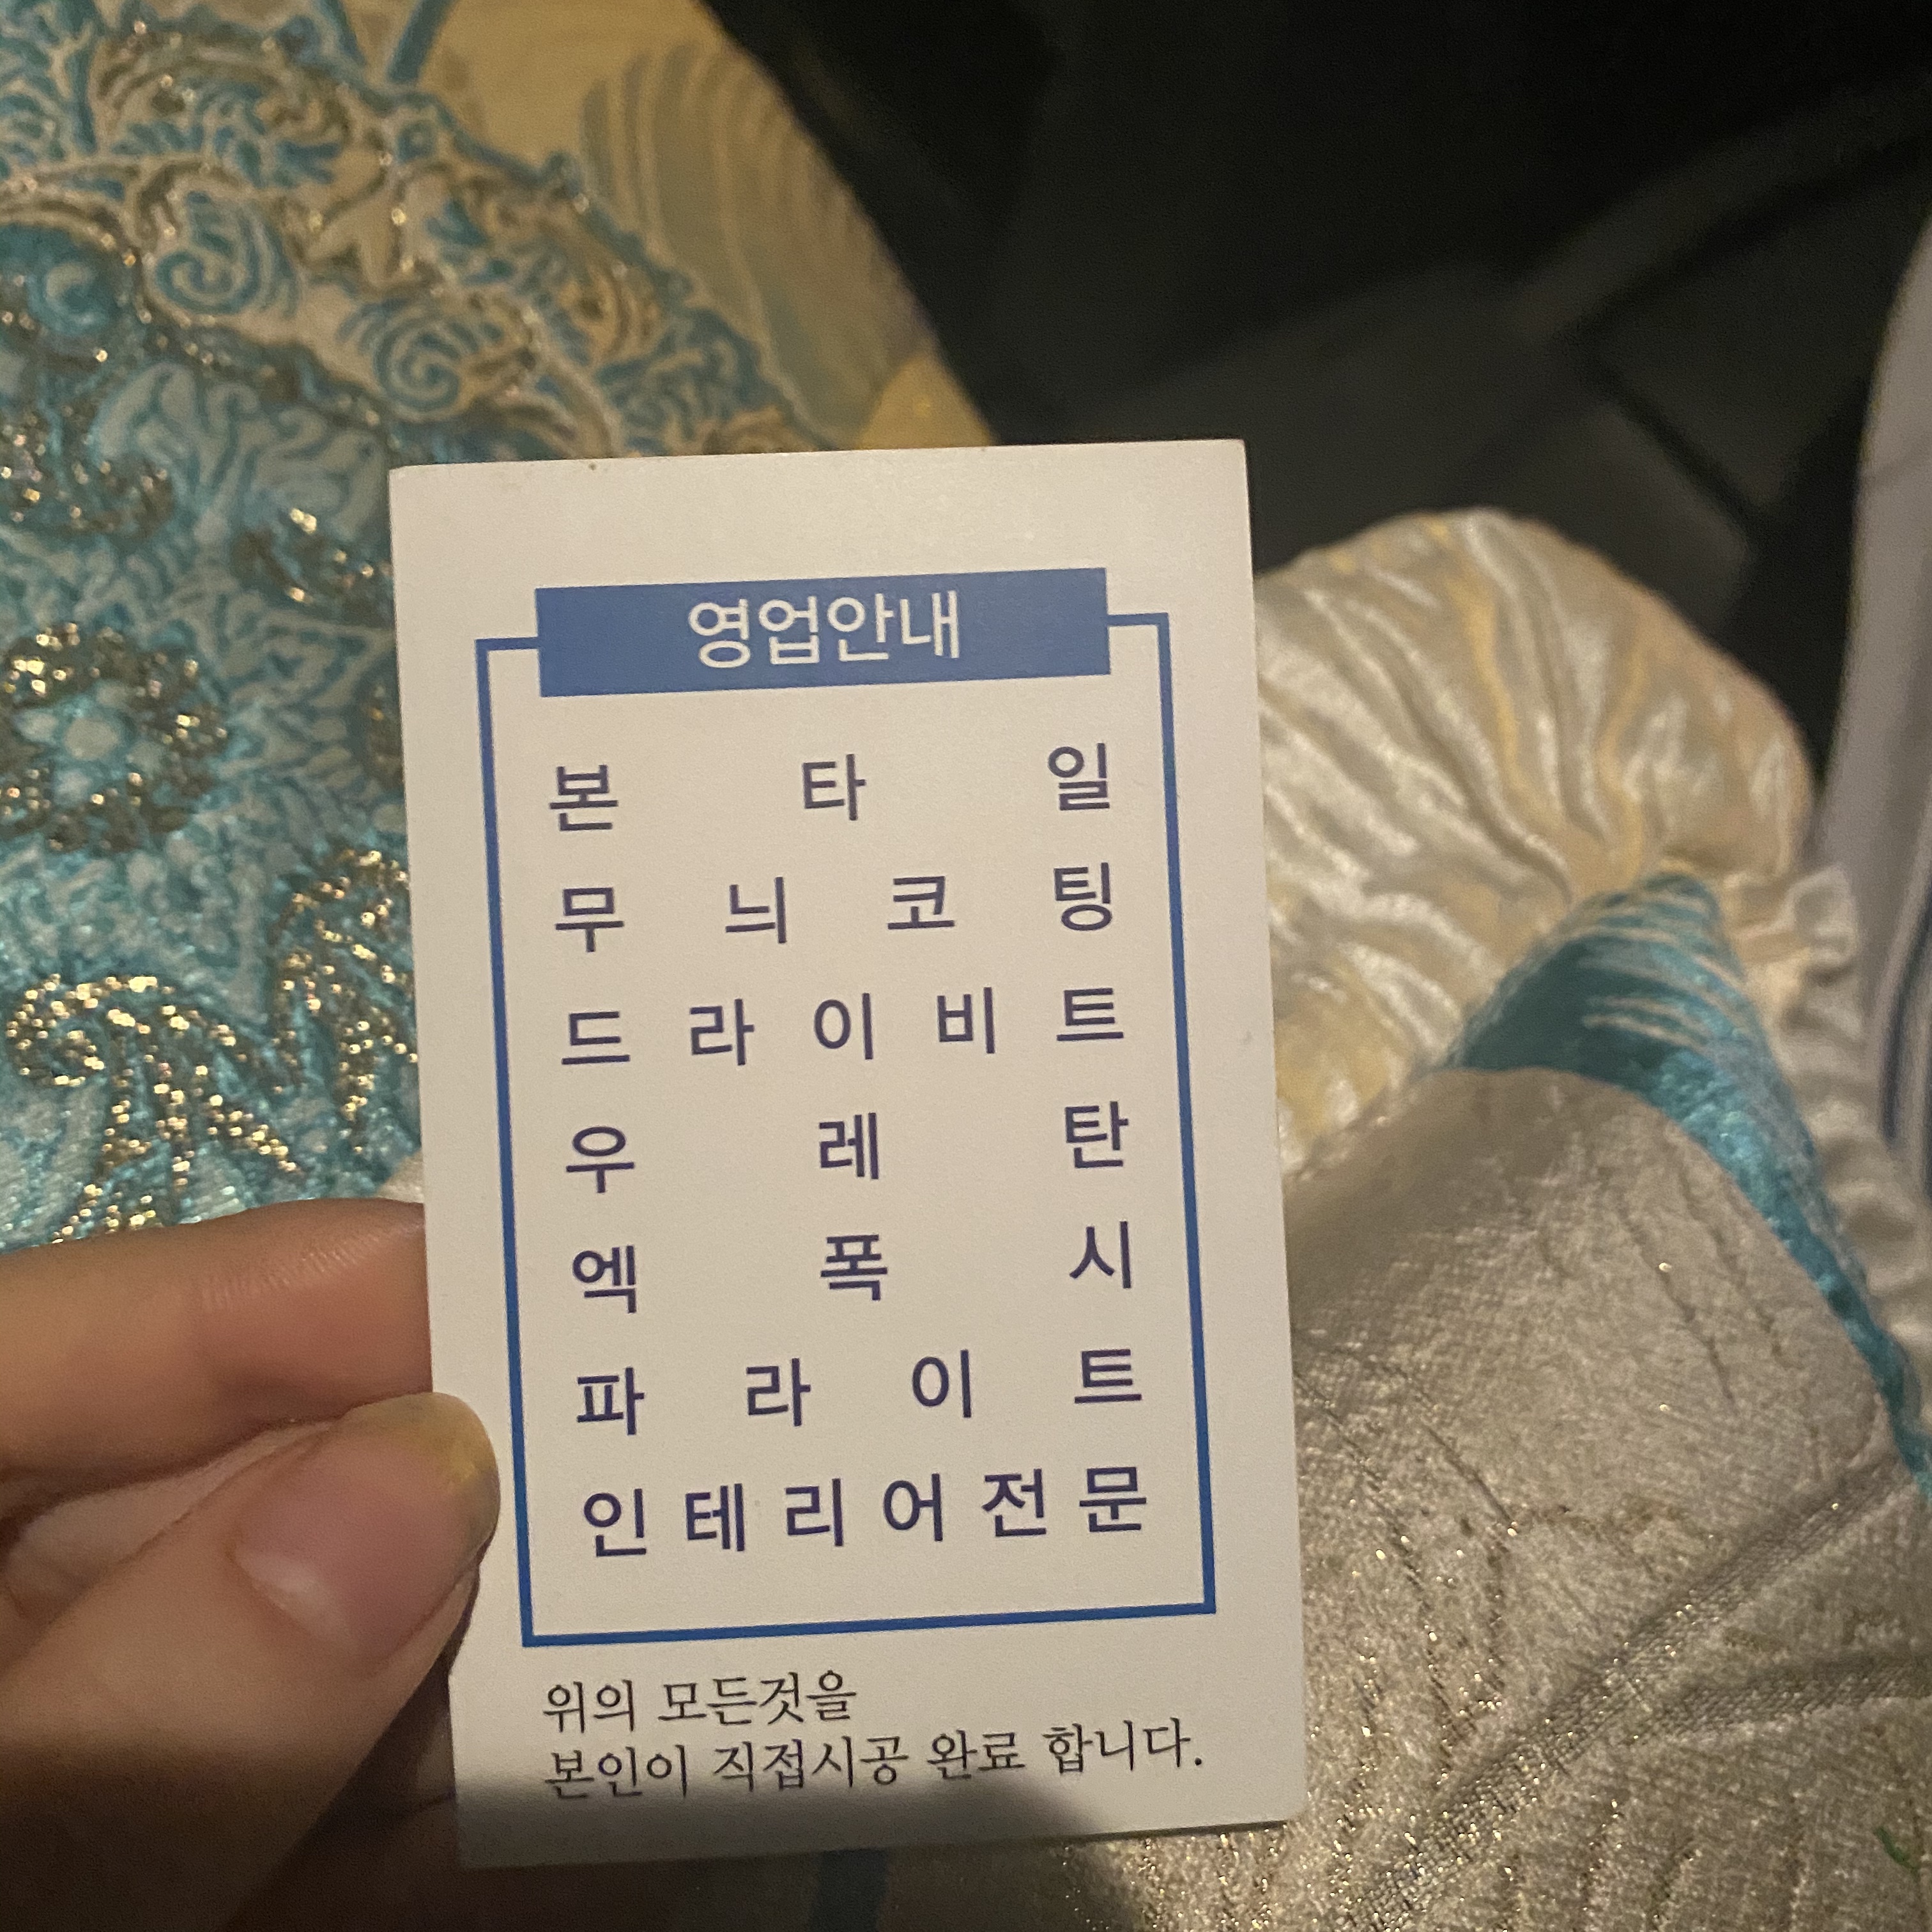 영업안내
본 타 일
무 늬 코 팅
드 라 이 비 트
우 레 탄
엑 폭 시
파 라 이 트
인 테 리 어 전 문
위의 모든것을
본인이 직접시공 완료 합니다.